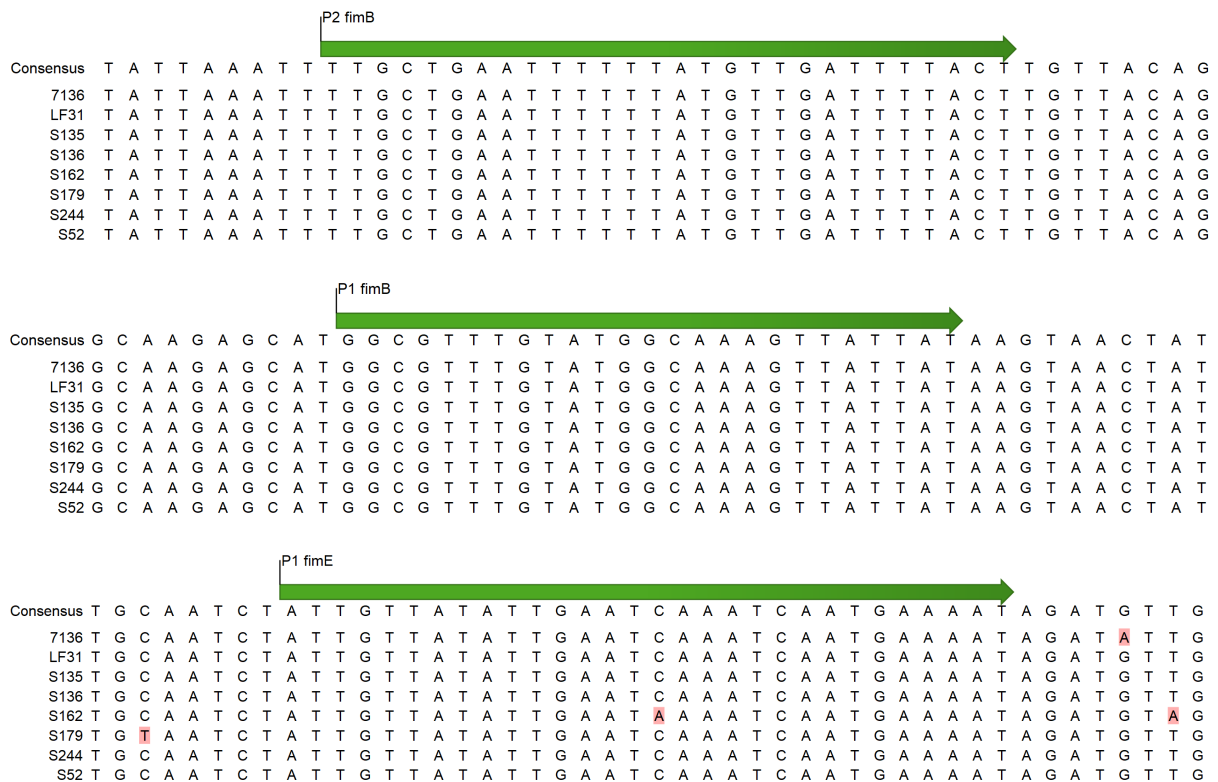 P2 fimB
Consensus T A T T A A A T T T T G C T G A A T T T T T T A T G T T G A T T T T A C T T G T T A C A G
7136 T A T T A A A T T T T G C T G A A T T T T T T A T G T T G A T T T T A C T T G T T A C A G
LF31 T A T T A A A T T T T G C T G A A T T T T T T A T G T T G A T T T T A C T T G T T A C A G
S135 T A T T A A A T T T T G C T G A A T T T T T T A T G T T G A T T T T A C T T G T T A C A G
S136 T A T T A A A T T T T G C T G A A T T T T T T A T G T T G A T T T T A C T T G T T A C A G
S162 T A T T A A A T T T T G C T G A A T T T T T T A T G T T G A T T T T A C T T G T T A C A G
S179 T A T T A A A T T T T G C T G A A T T T T T T A T G T T G A T T T T A C T T G T T A C A G
S244 T A T T A A A T T T T G C T G A A T T T T T T A T G T T G A T T T T A C T T G T T A C A G
S52 T A T T A A A T T T T G C T G A A T T T T T T A T G T T G A T T T T A C T T G T T A C A G
P1 fimB
Consensus G C A A G A G C A T G G C G T T T G T A T G G C A A A G T T A T T A T A A G T A A C T A T
7136 G C A A G A G C A T G G C G T T T G T A T G G C A A A G T T A T T A T A A G T A A C T A T
LF31 G C A A G A G C A T G G C G T T T G T A T G G C A A A G T T A T T A T A A G T A A C T A T
S135 G C A A G A G C A T G G C G T T T G T A T G G C A A A G T T A T T A T A A G T A A C T A T
S136 G C A A G A G C A T G G C G T T T G T A T G G C A A A G T T A T T A T A A G T A A C T A T
S162 G C A A G A G C A T G G C G T T T G T A T G G C A A A G T T A T T A T A A G T A A C T A T
S179 G C A A G A G C A T G G C G T T T G T A T G G C A A A G T T A T T A T A A G T A A C T A T
S244 G C A A G A G C A T G G C G T T T G T A T G G C A A A G T T A T T A T A A G T A A C T A T
S52 G C A A G A G C A T G G C G T T T G T A T G G C A A A G T T A T T A T A A G T A A C T A T
P1 fimE
Consensus T G C A A T C T A T T G T T A T A T T G A A T C A A A T C A A T G A A A A T A G A T G T T G
7136 T G C A A T C T A T T G T T A T A T T G A A T C A A A T C A A T G A A A A T A G A T A T T G
LF31 T G C A A T C T A T T G T T A T A T T G A A T C A A A T C A A T G A A A A T A G A T G T T G
S135 T G C A A T C T A T T G T T A T A T T G A A T C A A A T C A A T G A A A A T A G A T G T T G
S136 T G C A A T C T A T T G T T A T A T T G A A T C A A A T C A A T G A A A A T A G A T G T T G
S162 T G C A A T C T A T T G T T A T A T T G A A T A A A A T C A A T G A A A A T A G A T G T A G
S179 T G T A A T C T A T T G T T A T A T T G A A T C A A A T C A A T G A A A A T A G A T G T T G
S244 T G C A A T C T A T T G T T A T A T T G A A T C A A A T C A A T G A A A A T A G A T G T T G
S52 T G C A A T C T A T T G T T A T A T T G A A T C A A A T C A A T G A A A A T A G A T G T T G